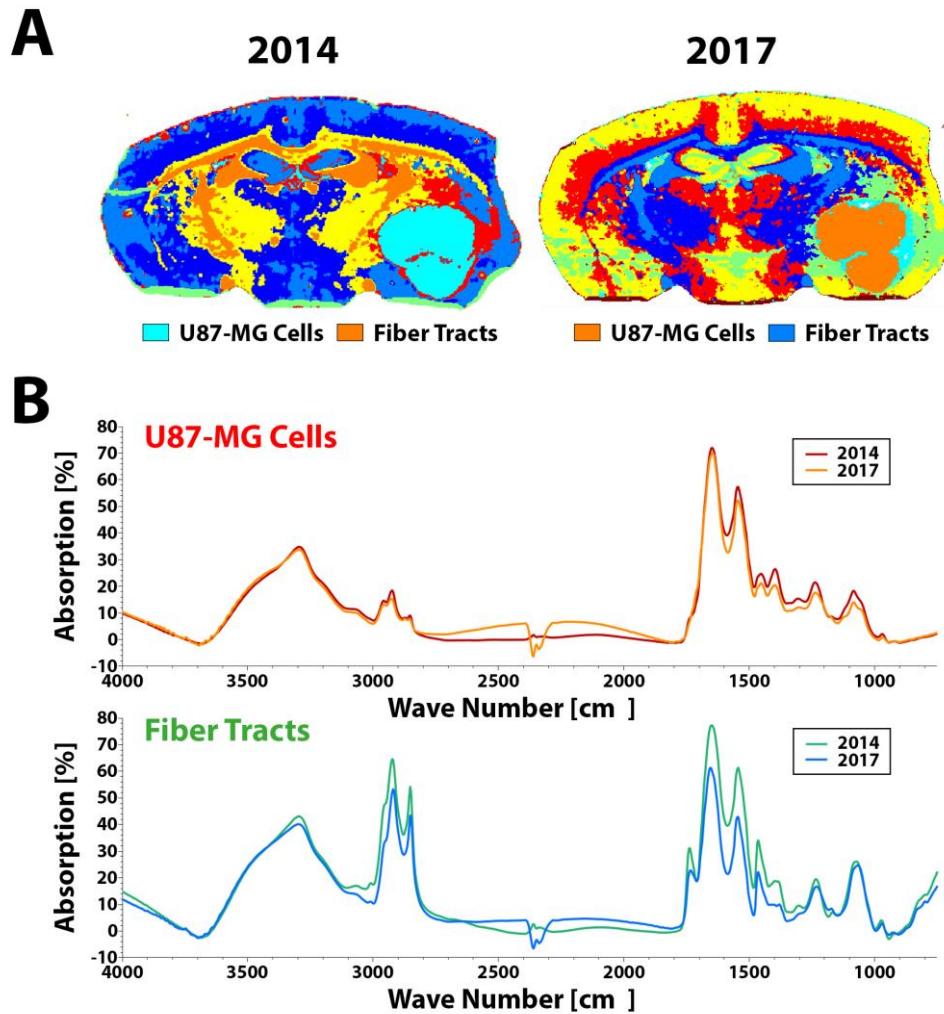 A
2014 2017
U87-MG Cells Fiber Tracts U87-MG Cells Fiber Tracts
B
80
70
60
50
40
30
20
10
0
-10
Absorption [%]
U87-MG Cells
2014
2017
4000 3500 3000 2500 2000 1500 1000
Wave Number [cm ]
80
70
60
50
40
30
20
10
0
-10
Absorption [%]
Fiber Tracts
2014
2017
4000 3500 3000 2500 2000 1500 1000
Wave Number [cm ]